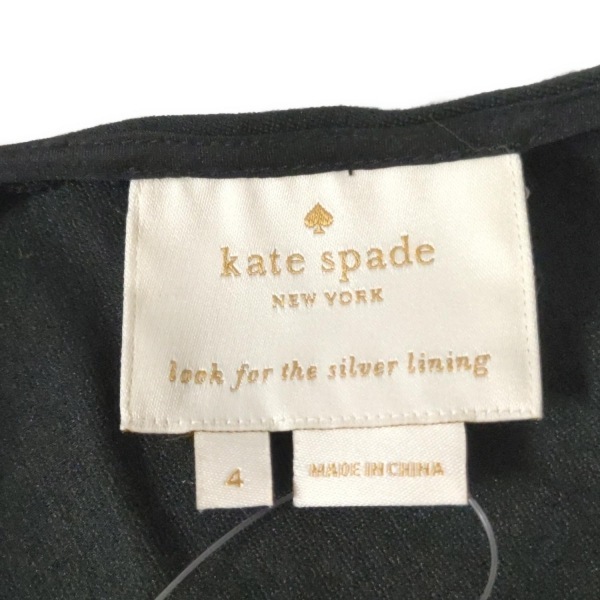 kate spade
NEW YORK
look for the silver lining
4
MADE IN CHINA